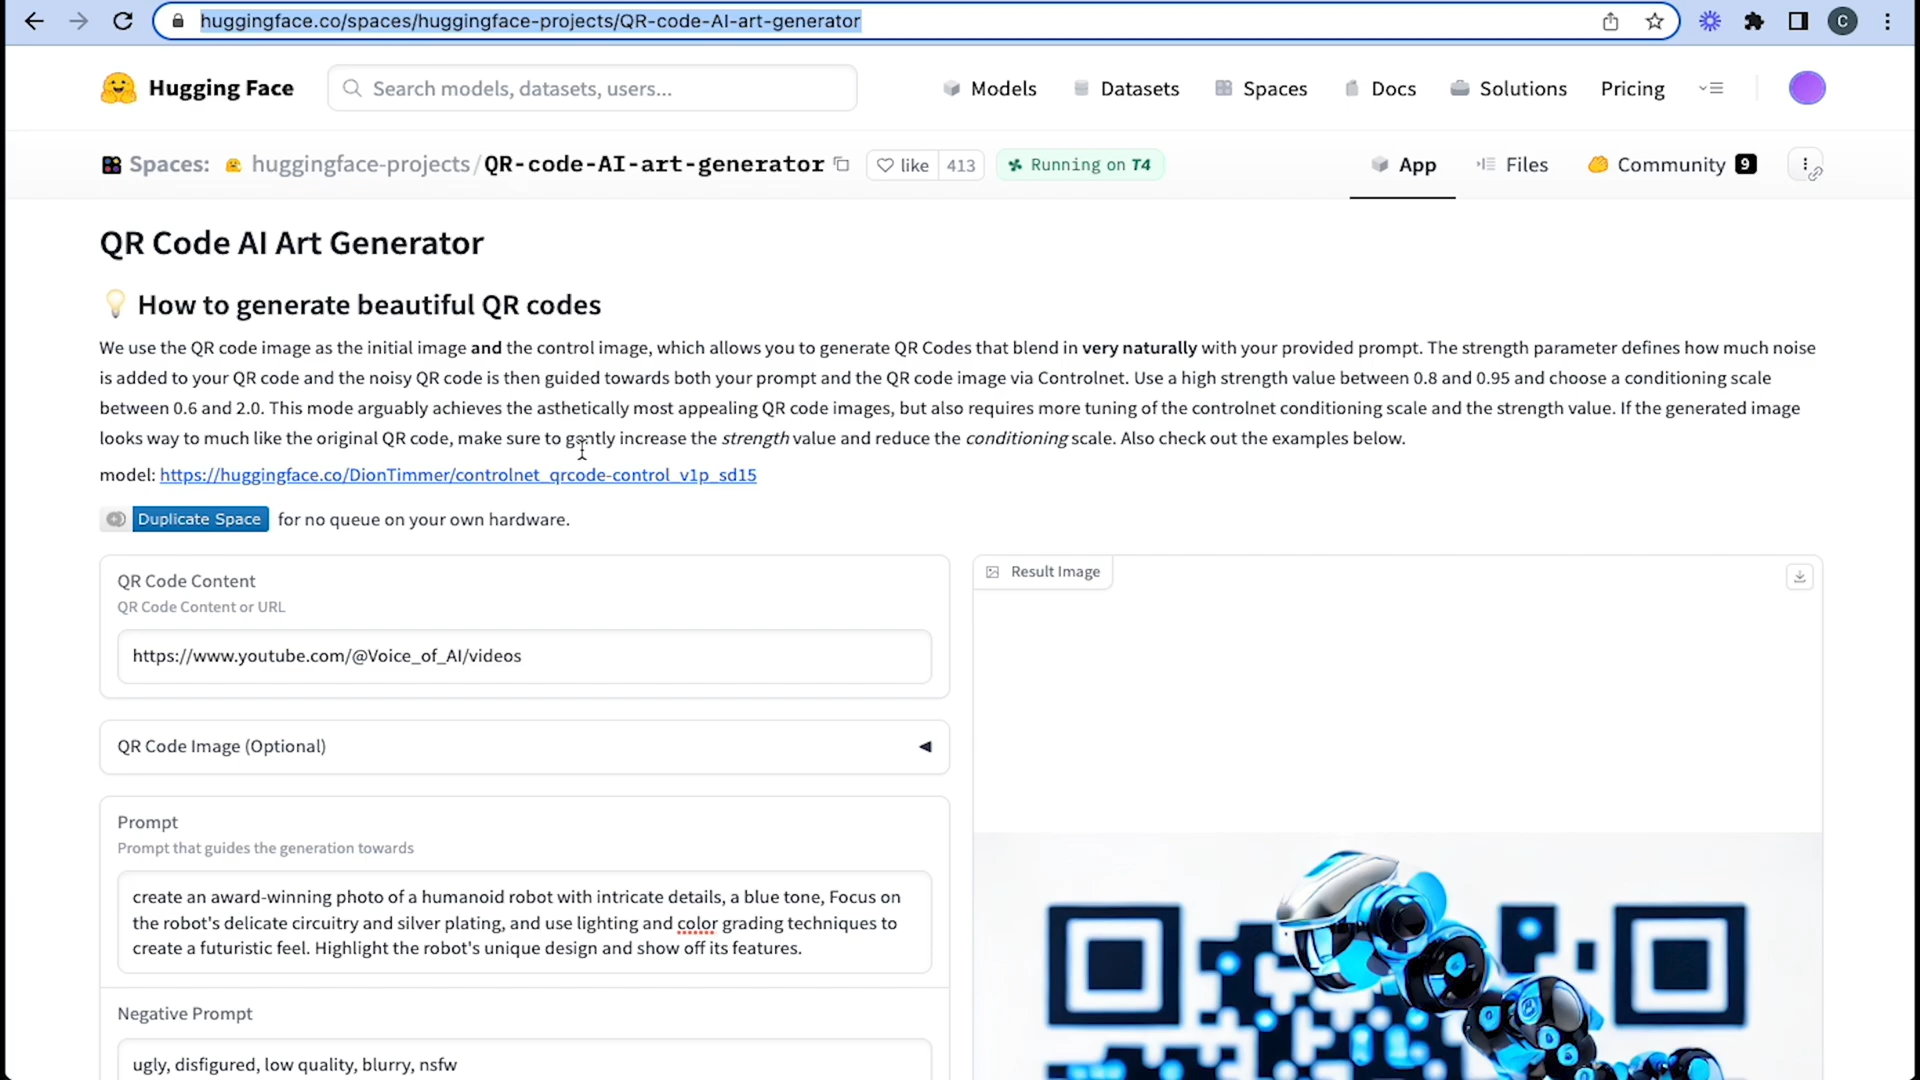 huggingface.co/spaces/huggingface-projects/QR-code-AI-art-generator
C
Hugging Face
Search models, datasets, users...
Models
Datasets
Spaces
Docs
Solutions
Pricing
Spaces:
huggingface-projects/QR-code-AI-art-generator
like 413
Running on T4
App
Files
Community 9
QR Code AI Art Generator
How to generate beautiful QR codes
We use the QR code image as the initial image and the control image, which allows you to generate QR Codes that blend in very naturally with your provided prompt. The strength parameter defines how much noise
is added to your QR code and the noisy QR code is then guided towards both your prompt and the QR code image via Controlnet. Use a high strength value between 0.8 and 0.95 and choose a conditioning scale
between 0.6 and 2.0. This mode arguably achieves the asthetically most appealing QR code images, but also requires more tuning of the controlnet conditioning scale and the strength value. If the generated image
looks way to much like the original QR code, make sure to gently increase the strength value and reduce the conditioning scale. Also check out the examples below.
model: https://huggingface.co/DionTimmer/controlnet_qrcode-control_v1p_sd15
Duplicate Space for no queue on your own hardware.
QR Code Content
QR Code Content or URL
https://www.youtube.com/@Voice_of_AI/videos
QR Code Image (Optional)
Prompt
Prompt that guides the generation towards
create an award-winning photo of a humanoid robot with intricate details, a blue tone, Focus on
the robot's delicate circuitry and silver plating, and use lighting and color grading techniques to
create a futuristic feel. Highlight the robot's unique design and show off its features.
Negative Prompt
ugly, disfigured, low quality, blurry, nsfw
Result Image